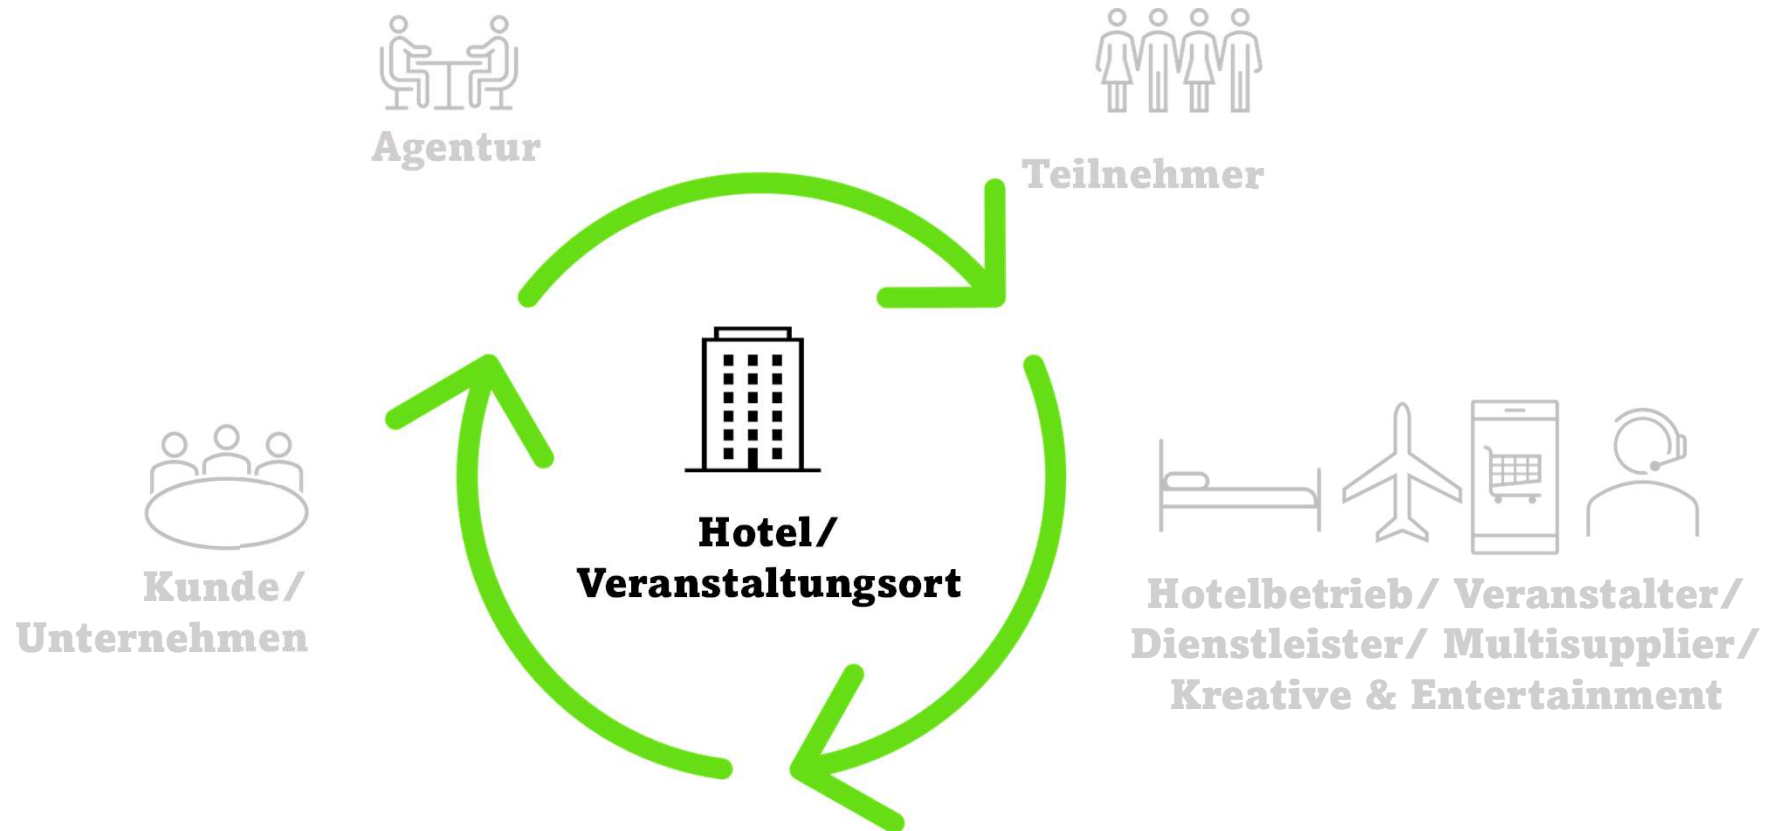 Agentur
Teilnehmer
Hotel/
Veranstaltungsort
Kunde/
Unternehmen
Hotelbetrieb/ Veranstalter/
Dienstleister/ Multisupplier/
Kreative & Entertainment